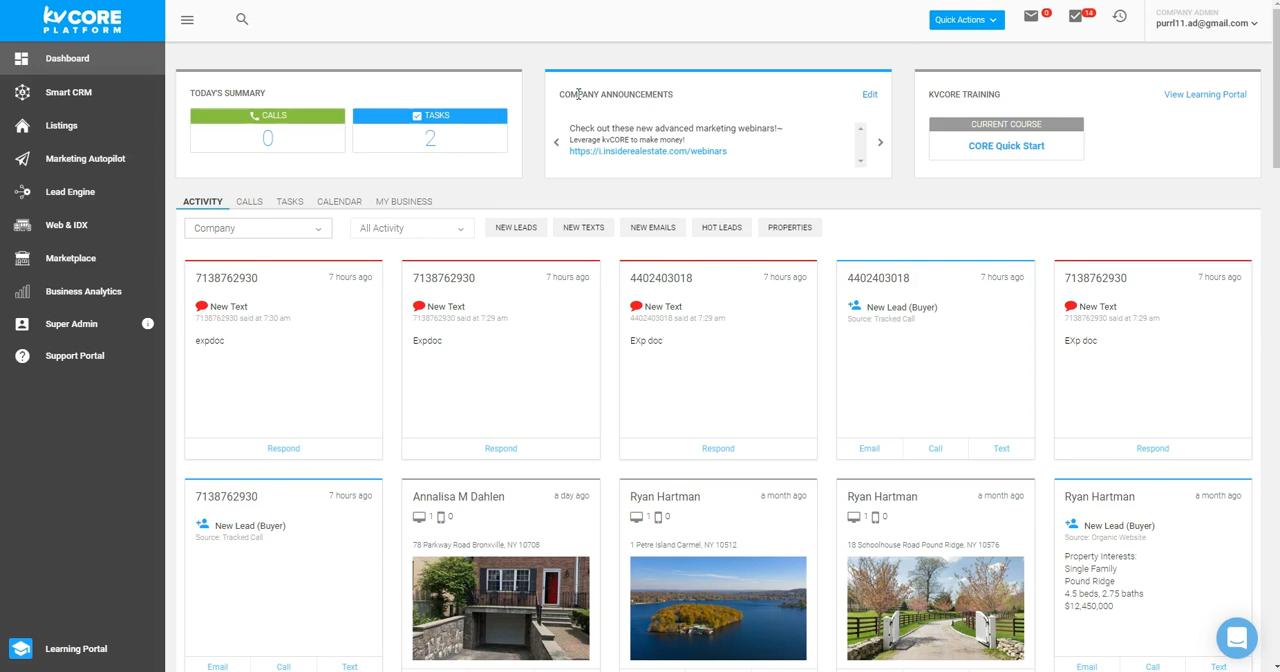 kvCORE
PLATFORM
Quick Actions
0
14
COMPANY ADMIN
purrl11.ad@gmail.com
Dashboard
Smart CRM
Listings
Marketing Autopilot
Lead Engine
Web & IDX
Marketplace
Business Analytics
Super Admin
Support Portal
Learning Portal
TODAY'S SUMMARY
CALLS
0
TASKS
2
COMPANY ANNOUNCEMENTS
Edit
Check out these new advanced marketing webinars!~
Leverage kvCORE to make money!
https://i.insiderealestate.com/webinars
KVCORE TRAINING
View Learning Portal
CURRENT COURSE
CORE Quick Start
ACTIVITY CALLS TASKS CALENDAR MY BUSINESS
Company All Activity NEW LEADS NEW TEXTS NEW EMAILS HOT LEADS PROPERTIES
7138762930 7 hours ago
New Text
7138762930 said at 7:30 am
expdoc
Respond
7138762930 7 hours ago
New Text
7138762930 said at 7:29 am
Expdoc
Respond
4402403018 7 hours ago
New Text
4402403018 said at 7:29 am
EXp doc
Respond
4402403018 7 hours ago
New Lead (Buyer)
Source: Tracked Call
Email Call Text
7138762930 7 hours ago
New Text
7138762930 said at 7:29 am
EXp doc
Respond
7138762930 7 hours ago
New Lead (Buyer)
Source: Tracked Call
Email Call Text
Annalisa M Dahlen a day ago
1 0
78 Parkway Road Bronxville, NY 10708
Ryan Hartman a month ago
1 0
1 Petre Island Carmel, NY 10512
Ryan Hartman a month ago
1 0
18 Schoolhouse Road Pound Ridge, NY 10576
Ryan Hartman a month ago
New Lead (Buyer)
Source: Organic Website
Property Interests:
Single Family
Pound Ridge
4.5 beds, 2.75 baths
$12,450,000
Email Call Text